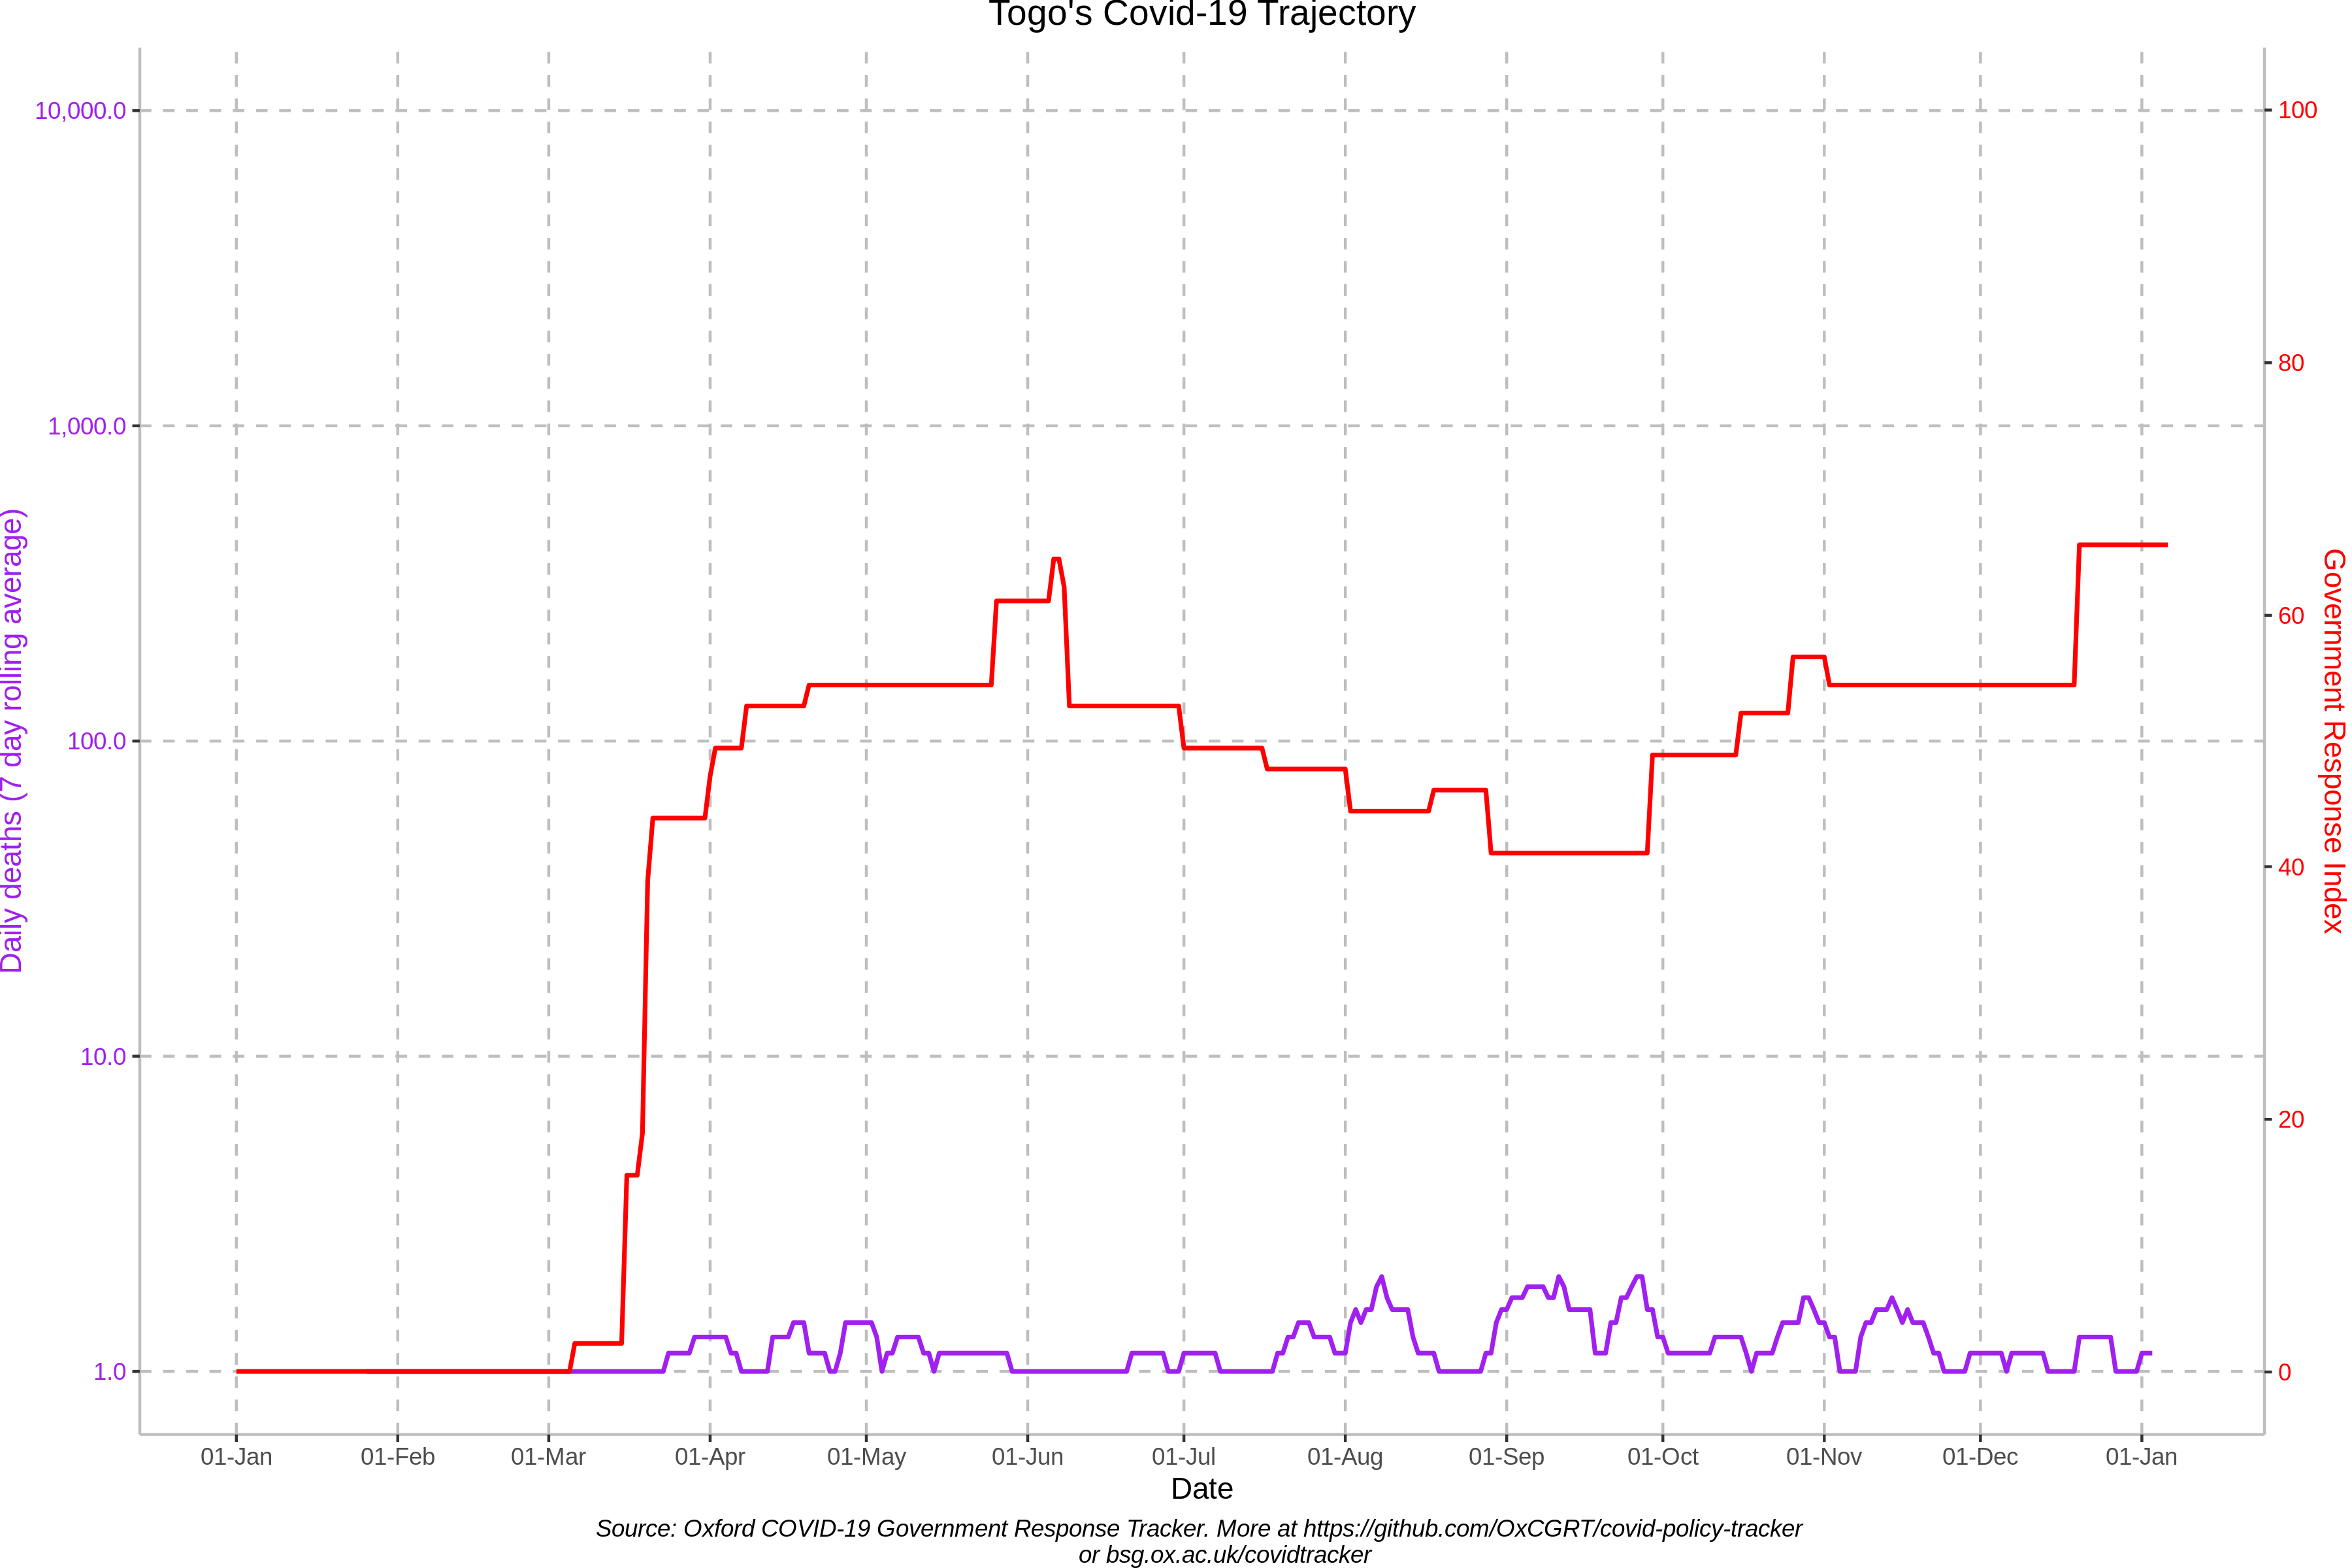 Togo's Covid-19 Trajectory
10,000.0
1,000.0
100.0
10.0
1.0
Daily deaths (7 day rolling average)
100
80
60
40
20
0
Government Response Index
01-Jan 01-Feb 01-Mar 01-Apr 01-May 01-Jun 01-Jul 01-Aug 01-Sep 01-Oct 01-Nov 01-Dec 01-Jan
Date
Source: Oxford COVID-19 Government Response Tracker. More at https://github.com/OxCGRT/covid-policy-tracker
or bsg.ox.ac.uk/covidtracker